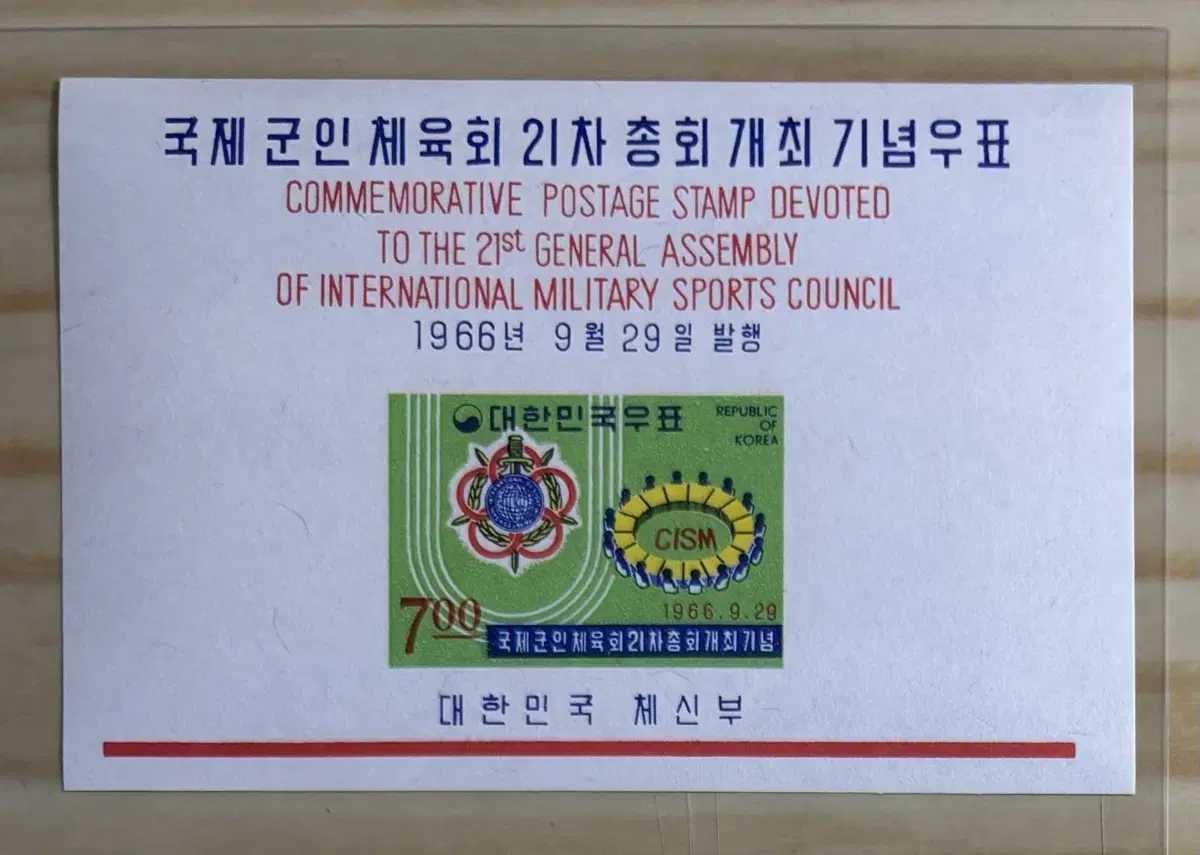 국제 군인 체육회 21차 총회 개최 기념우표
COMMEMORATIVE POSTAGE STAMP DEVOTED
TO THE 21st GENERAL ASSEMBLY
OF INTERNATIONAL MILITARY SPORTS COUNCIL
1966년 9월 29일 발행
대한민국우표
REPUBLIC
OF
KOREA
CISM
1966.9.29
700
국제군인체육회21차총회개최기념
대한민국 체신부